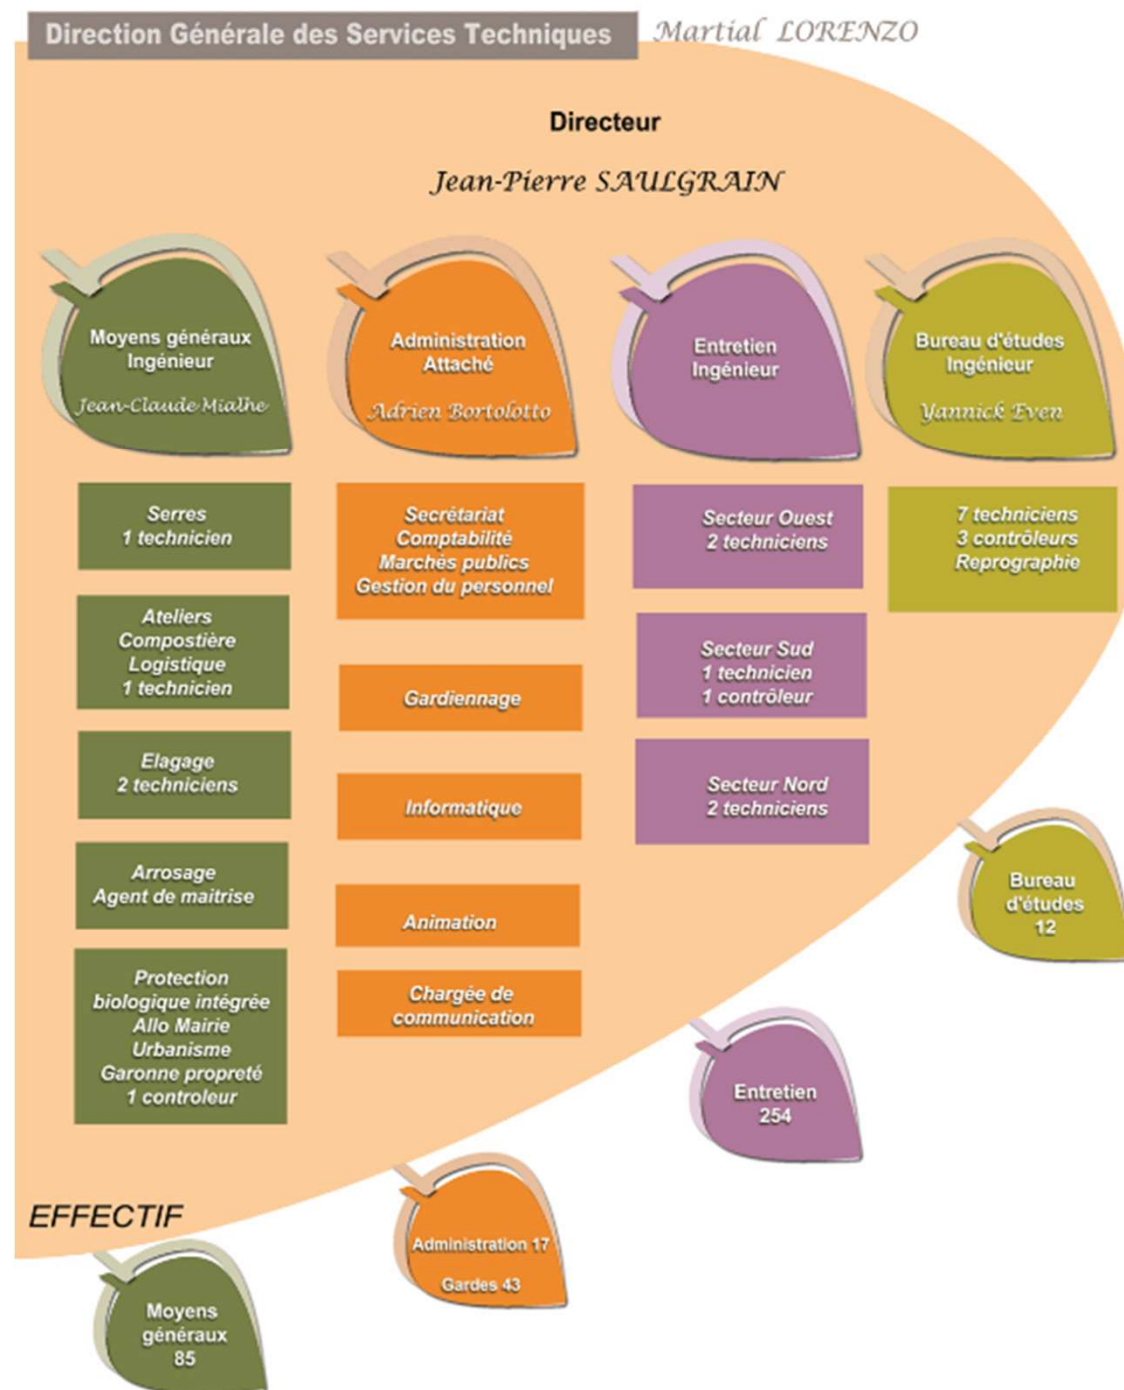 Direction Générale des Services Techniques
Martial LORENZO
Directeur
Jean-Pierre SAULGRAIN
Moyens généraux
Ingénieur
Jean-Claude Mialhe
Administration
Attaché
Adrien Bortolotto
Entretien
Ingénieur
Bureau d'études
Ingénieur
Yannick Even
Serres
1 technicien
Ateliers
Compostière
Logistique
1 technicien
Elagage
2 techniciens
Arrosage
Agent de maitrise
Protection
biologique intégrée
Allo Mairie
Urbanisme
Garonne propreté
1 controleur
Secrétariat
Comptabilité
Marchés publics
Gestion du personnel
Gardiennage
Informatique
Animation
Chargée de
communication
Secteur Ouest
2 techniciens
Secteur Sud
1 technicien
1 contrôleur
Secteur Nord
2 techniciens
7 techniciens
3 contrôleurs
Reprographie
EFFECTIF
Moyens
généraux
85
Administration 17
Gardes 43
Entretien
254
Bureau
d'études
12